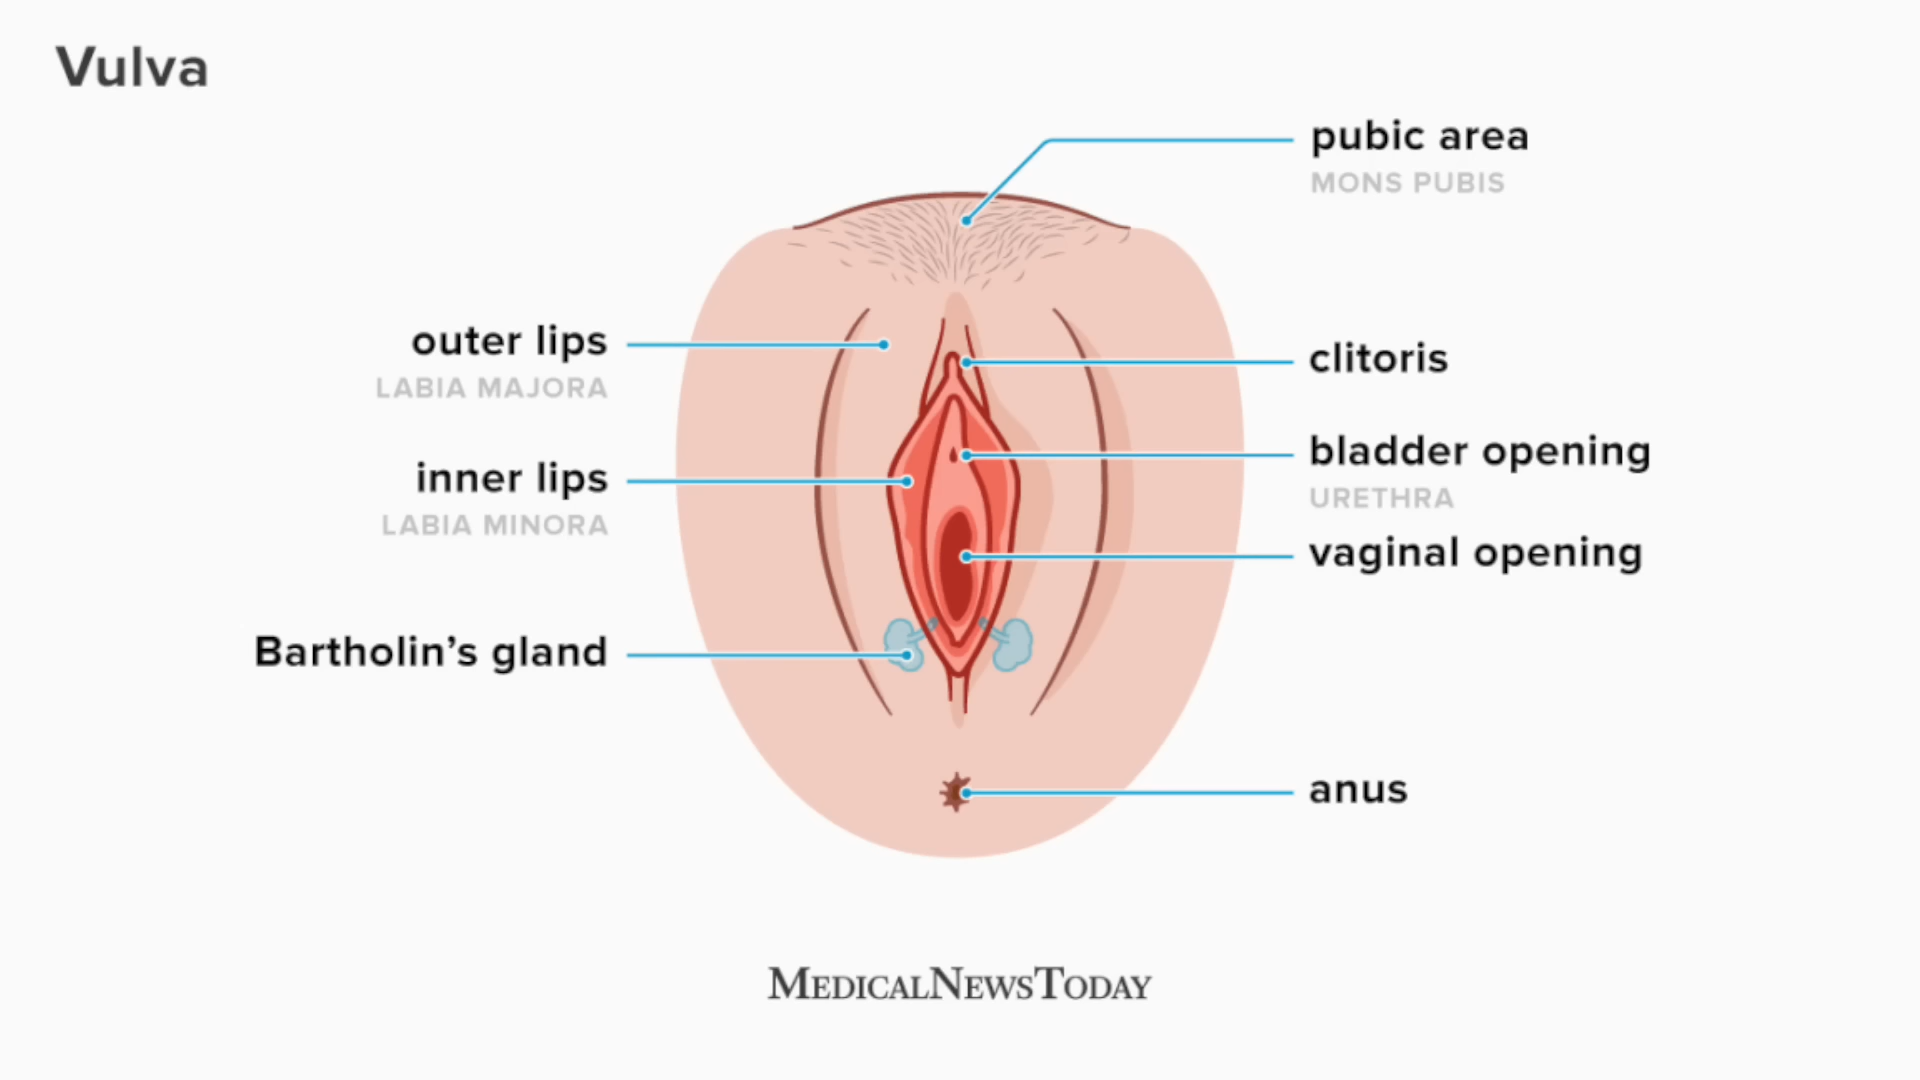 Vulva
pubic area
MONS PUBIS
outer lips
LABIA MAJORA
clitoris
bladder opening
URETHRA
inner lips
LABIA MINORA
vaginal opening
Bartholin’s gland
anus
MEDICALNEWSTODAY